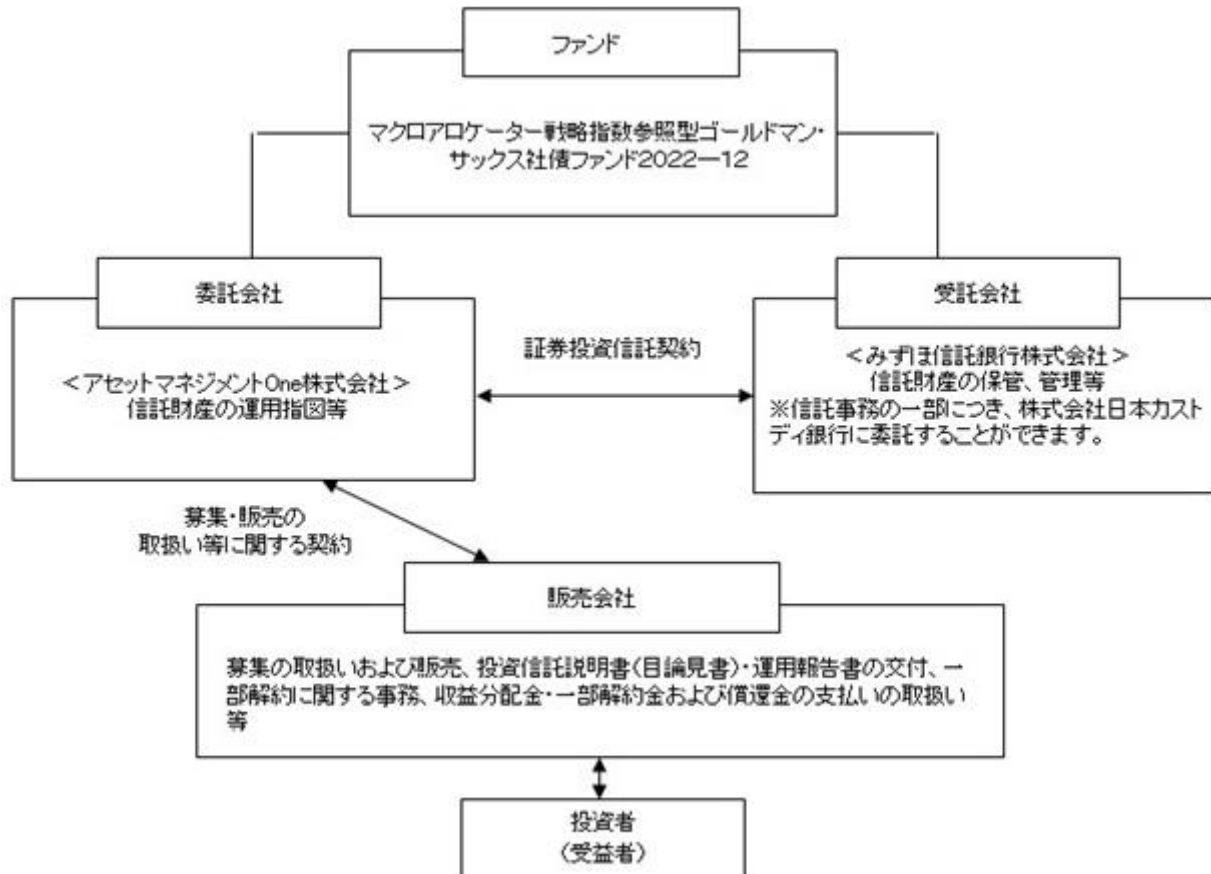 ファンド
マクロアロケーター戦略指数参照型ゴールドマン・
サックス社債ファンド2022―12
委託会社
受託会社
<アセットマネジメントOne株式会社>
信託財産の運用指図等
証券投資信託契約
<みずほ信託銀行株式会社>
信託財産の保管、管理等
※信託事務の一部につき、株式会社日本カスト
ディ銀行に委託することができます。
募集・販売の
取扱い等に関する契約
販売会社
募集の取扱いおよび販売、投資信託説明書(目論見書)・運用報告書の交付、一
部解約に関する事務、収益分配金・一部解約金および償還金の支払いの取扱い
等
投資者
(受益者)